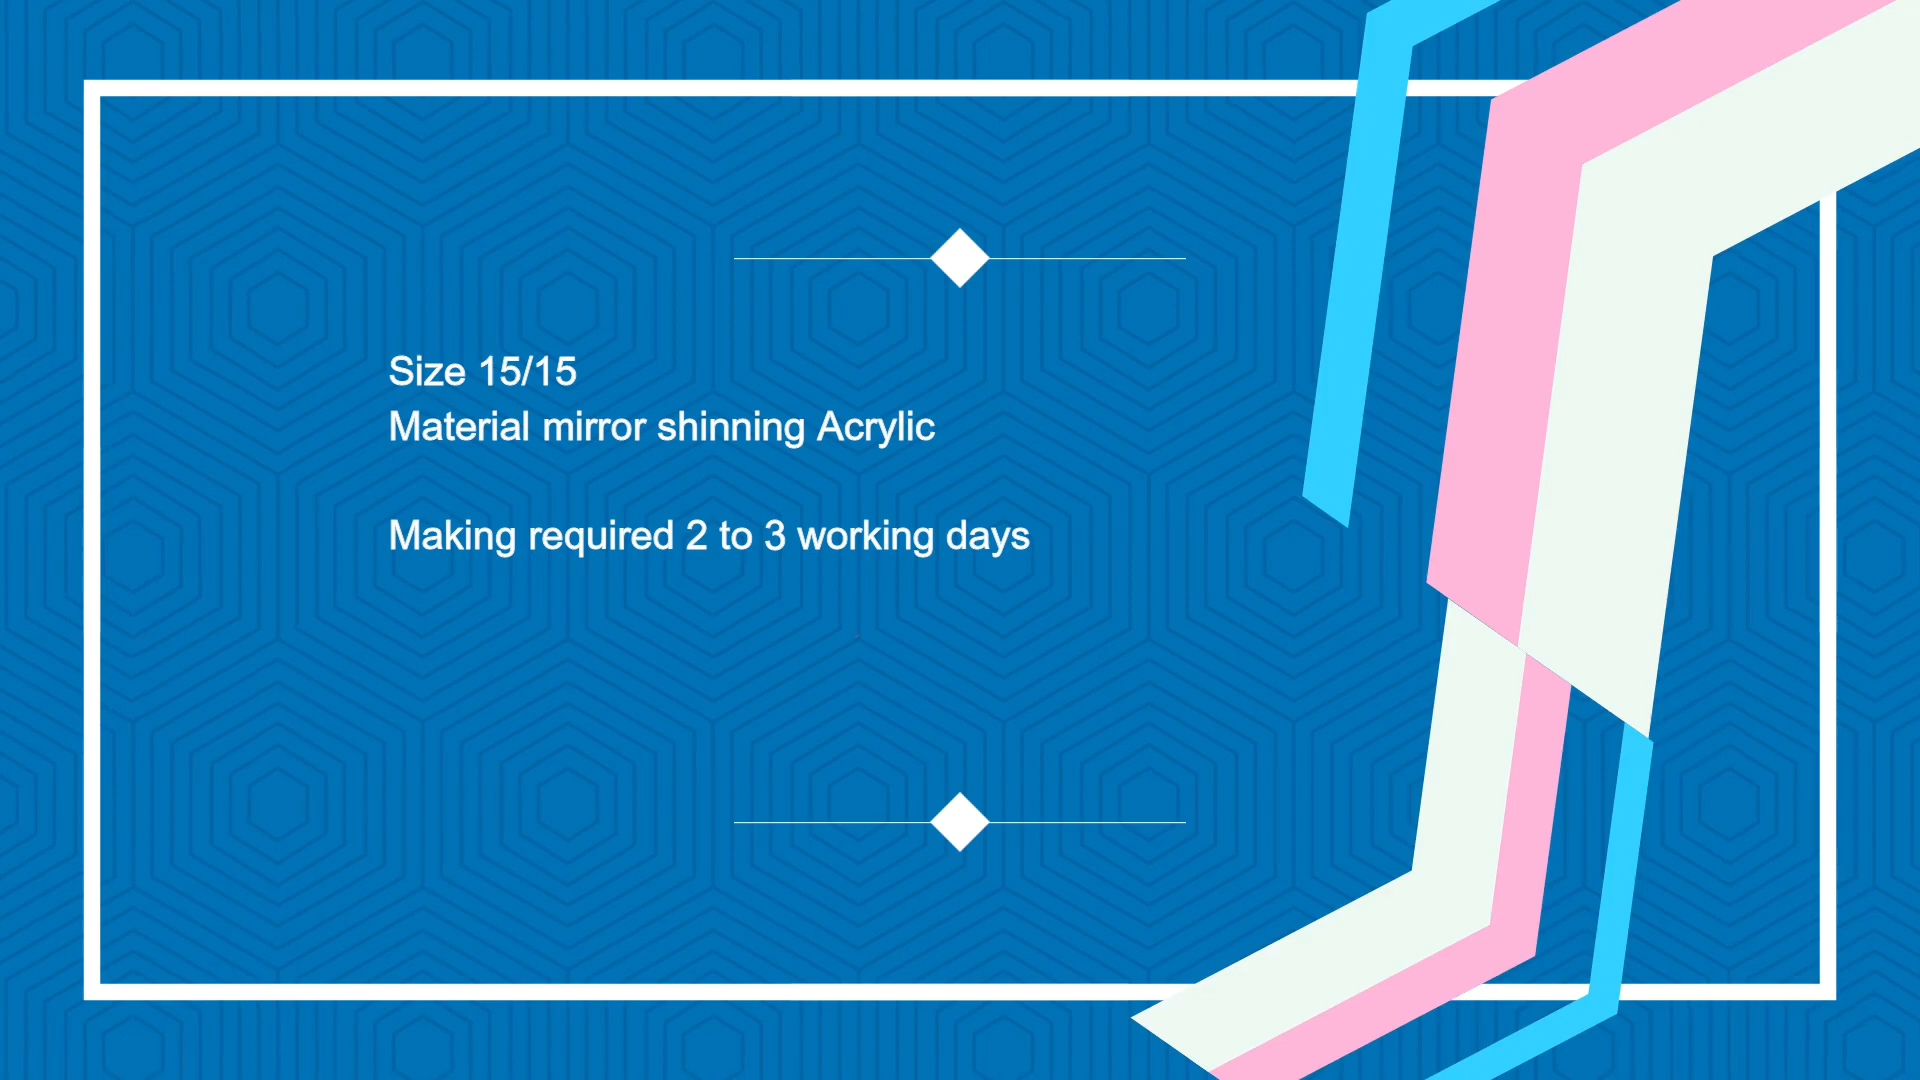 Size 15/15
Material mirror shinning Acrylic
Making required 2 to 3 working days